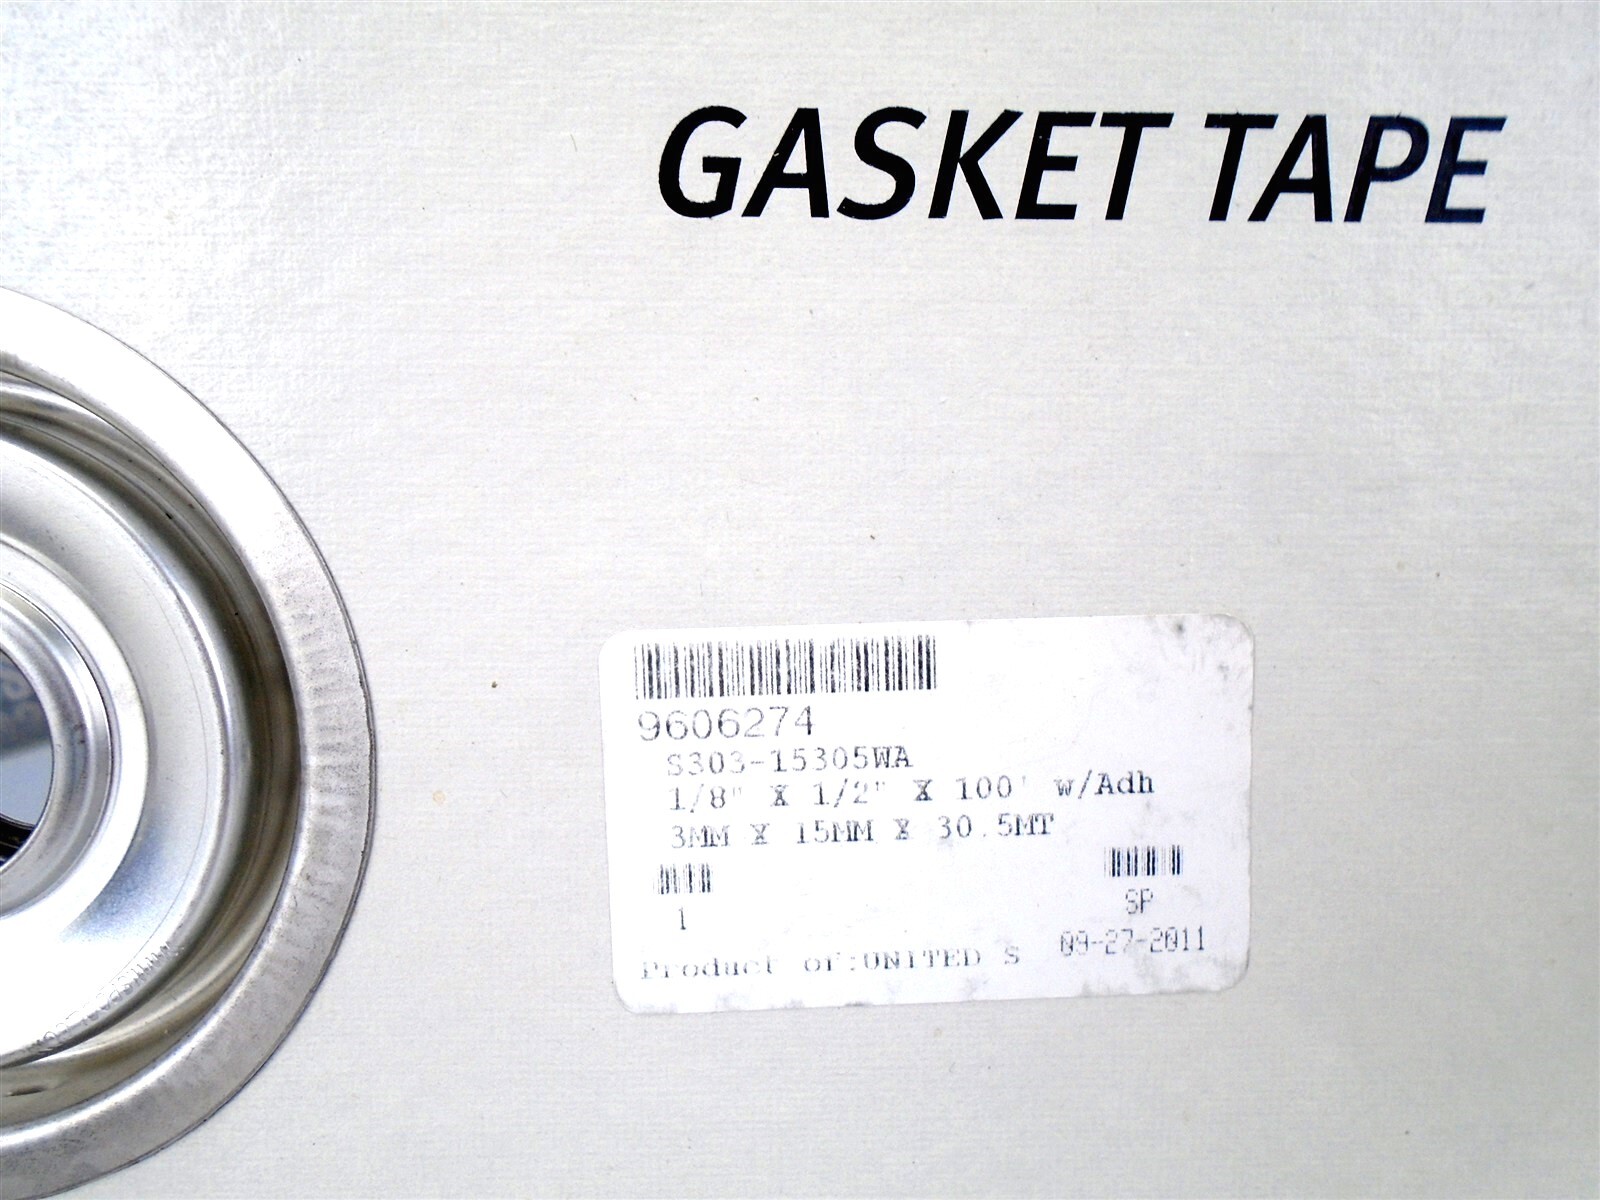 GASKET TAPE
9606274
S303-15305WA
1/8" X 1/2" X 100' w/Adh
3MM X 15MM X 30.5MT
1
SP
Product of:UNITED S 09-27-2011